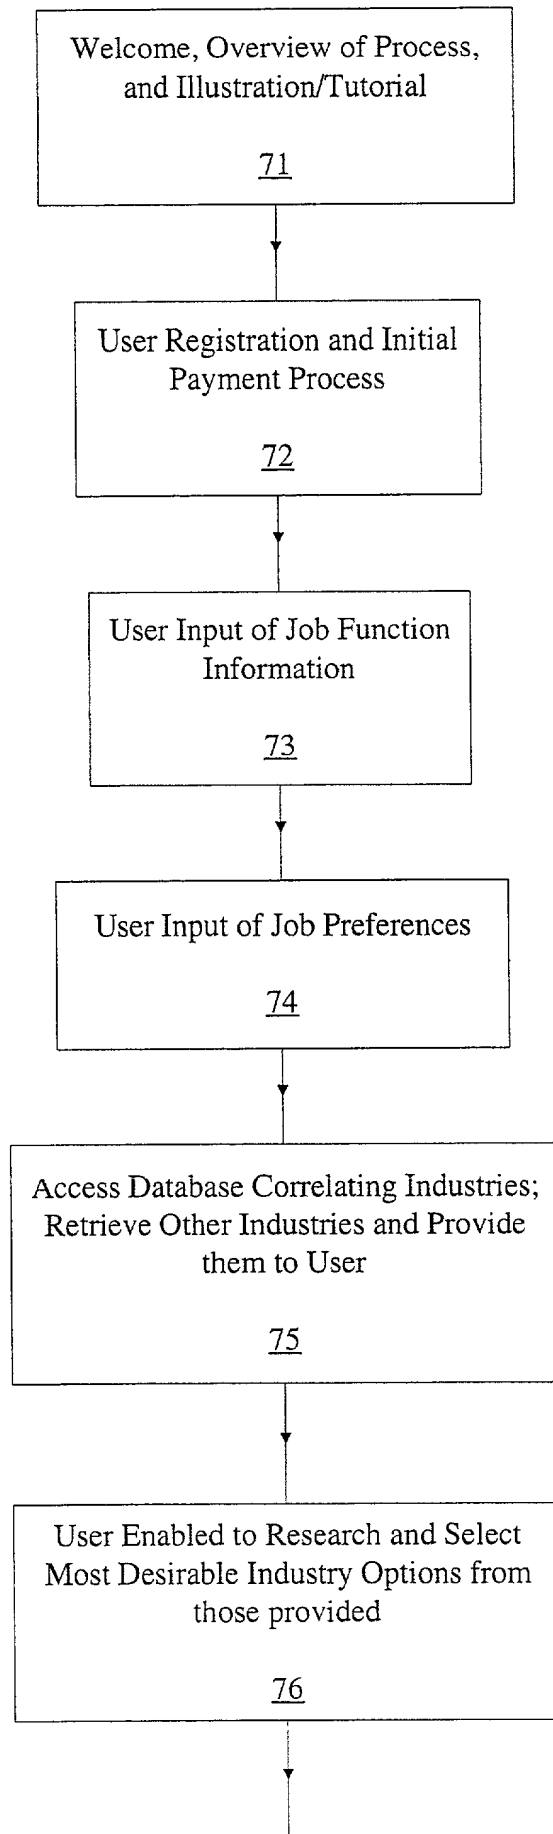 Welcome, Overview of Process,
and Illustration/Tutorial
71
User Registration and Initial
Payment Process
72
User Input of Job Function
Information
73
User Input of Job Preferences
74
Access Database Correlating Industries;
Retrieve Other Industries and Provide
them to User
75
User Enabled to Research and Select
Most Desirable Industry Options from
those provided
76